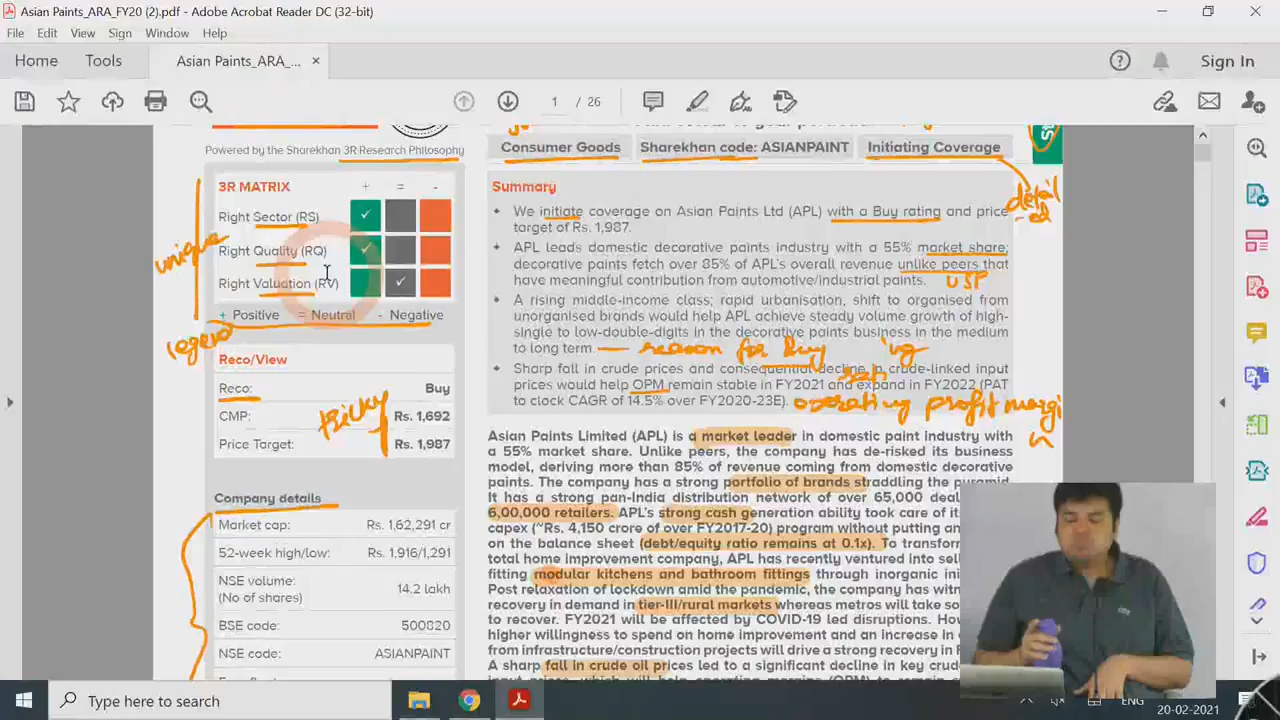 Asian Paints_ARA_FY20 (2).pdf - Adobe Acrobat Reader DC (32-bit)
File Edit View Sign Window Help
Home Tools Asian Paints_ARA_... × Sign In
1 / 26
Powered by the Sharekhan 3R Research Philosophy
3R MATRIX + = -
Right Sector (RS) ✓
Right Quality (RQ) ✓
Right Valuation (RV) ✓
+ Positive = Neutral - Negative
unique
legend
Reco/View
Reco: Buy
CMP: Rs. 1,692
Price Target: Rs. 1,987
tricky
Company details
Market cap: Rs. 1,62,291 cr
52-week high/low: Rs. 1,916/1,291
NSE volume: 14.2 lakh
(No of shares)
BSE code: 500820
NSE code: ASIANPAINT
Consumer Goods Sharekhan code: ASIANPAINT Initiating Coverage
detail
-ed
Summary
• We initiate coverage on Asian Paints Ltd (APL) with a Buy rating and price
target of Rs. 1,987.
• APL leads domestic decorative paints industry with a 55% market share;
decorative paints fetch over 85% of APL's overall revenue unlike peers that
have meaningful contribution from automotive/industrial paints. USP
• A rising middle-income class; rapid urbanisation, shift to organised from
unorganised brands would help APL achieve steady volume growth of high-
single to low-double-digits in the decorative paints business in the medium
to long term. — reason for Buy 'ng
• Sharp fall in crude prices and consequential decline in crude-linked input
prices would help OPM remain stable in FY2021 and expand in FY2022 (PAT
to clock CAGR of 14.5% over FY2020-23E). operating profit margi
n
Asian Paints Limited (APL) is a market leader in domestic paint industry with
a 55% market share. Unlike peers, the company has de-risked its business
model, deriving more than 85% of revenue coming from domestic decorative
paints. The company has a strong portfolio of brands straddling the pyramid.
It has a strong pan-India distribution network of over 65,000 deal
6,00,000 retailers. APL's strong cash generation ability took care of it
capex (~Rs. 4,150 crore of over FY2017-20) program without putting an
on the balance sheet (debt/equity ratio remains at 0.1x). To transform
total home improvement company, APL has recently ventured into sel
fitting modular kitchens and bathroom fittings through inorganic ini
Post relaxation of lockdown amid the pandemic, the company has wit
recovery in demand in tier-III/rural markets whereas metros will take so
to recover. FY2021 will be affected by COVID-19 led disruptions. Ho
higher willingness to spend on home improvement and an increase in
from infrastructure/construction projects will drive a strong recovery in F
A sharp fall in crude oil prices led to a significant decline in key crud
Type here to search
ENG
20-02-2021